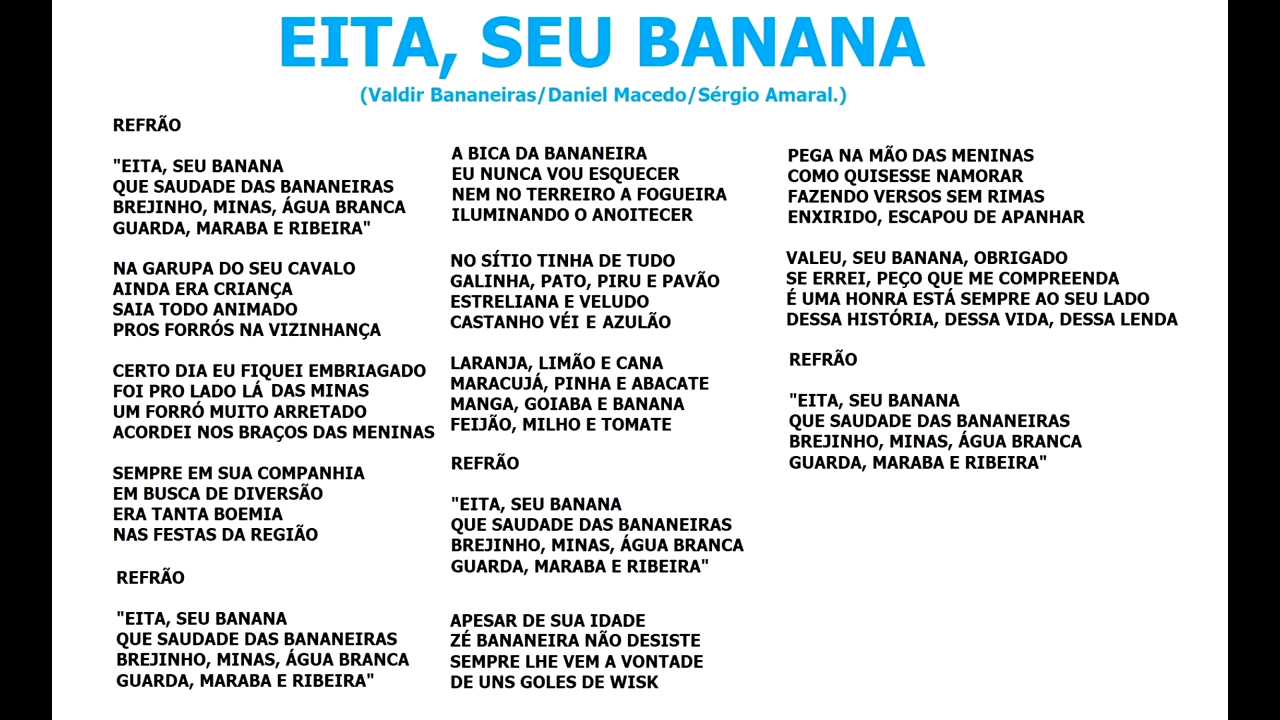 EITA, SEU BANANA
(Valdir Bananeiras/Daniel Macedo/Sérgio Amaral.)
REFRÃO
"EITA, SEU BANANA
QUE SAUDADE DAS BANANEIRAS
BREJINHO, MINAS, ÁGUA BRANCA
GUARDA, MARABA E RIBEIRA"
NA GARUPA DO SEU CAVALO
AINDA ERA CRIANÇA
SAIA TODO ANIMADO
PROS FORRÓS NA VIZINHANÇA
CERTO DIA EU FIQUEI EMBRIAGADO
FOI PRO LADO LÁ DAS MINAS
UM FORRÓ MUITO ARRETADO
ACORDEI NOS BRAÇOS DAS MENINAS
SEMPRE EM SUA COMPANHIA
EM BUSCA DE DIVERSÃO
ERA TANTA BOEMIA
NAS FESTAS DA REGIÃO
REFRÃO
"EITA, SEU BANANA
QUE SAUDADE DAS BANANEIRAS
BREJINHO, MINAS, ÁGUA BRANCA
GUARDA, MARABA E RIBEIRA"
A BICA DA BANANEIRA
EU NUNCA VOU ESQUECER
NEM NO TERREIRO A FOGUEIRA
ILUMINANDO O ANOITECER
NO SÍTIO TINHA DE TUDO
GALINHA, PATO, PIRU E PAVÃO
ESTRELIANA E VELUDO
CASTANHO VÉI E AZULÃO
LARANJA, LIMÃO E CANA
MARACUJÁ, PINHA E ABACATE
MANGA, GOIABA E BANANA
FEIJÃO, MILHO E TOMATE
REFRÃO
"EITA, SEU BANANA
QUE SAUDADE DAS BANANEIRAS
BREJINHO, MINAS, ÁGUA BRANCA
GUARDA, MARABA E RIBEIRA"
APESAR DE SUA IDADE
ZÉ BANANEIRA NÃO DESISTE
SEMPRE LHE VEM A VONTADE
DE UNS GOLES DE WISK
PEGA NA MÃO DAS MENINAS
COMO QUISESSE NAMORAR
FAZENDO VERSOS SEM RIMAS
ENXIRIDO, ESCAPOU DE APANHAR
VALEU, SEU BANANA, OBRIGADO
SE ERREI, PEÇO QUE ME COMPREENDA
É UMA HONRA ESTÁ SEMPRE AO SEU LADO
DESSA HISTÓRIA, DESSA VIDA, DESSA LENDA
REFRÃO
"EITA, SEU BANANA
QUE SAUDADE DAS BANANEIRAS
BREJINHO, MINAS, ÁGUA BRANCA
GUARDA, MARABA E RIBEIRA"